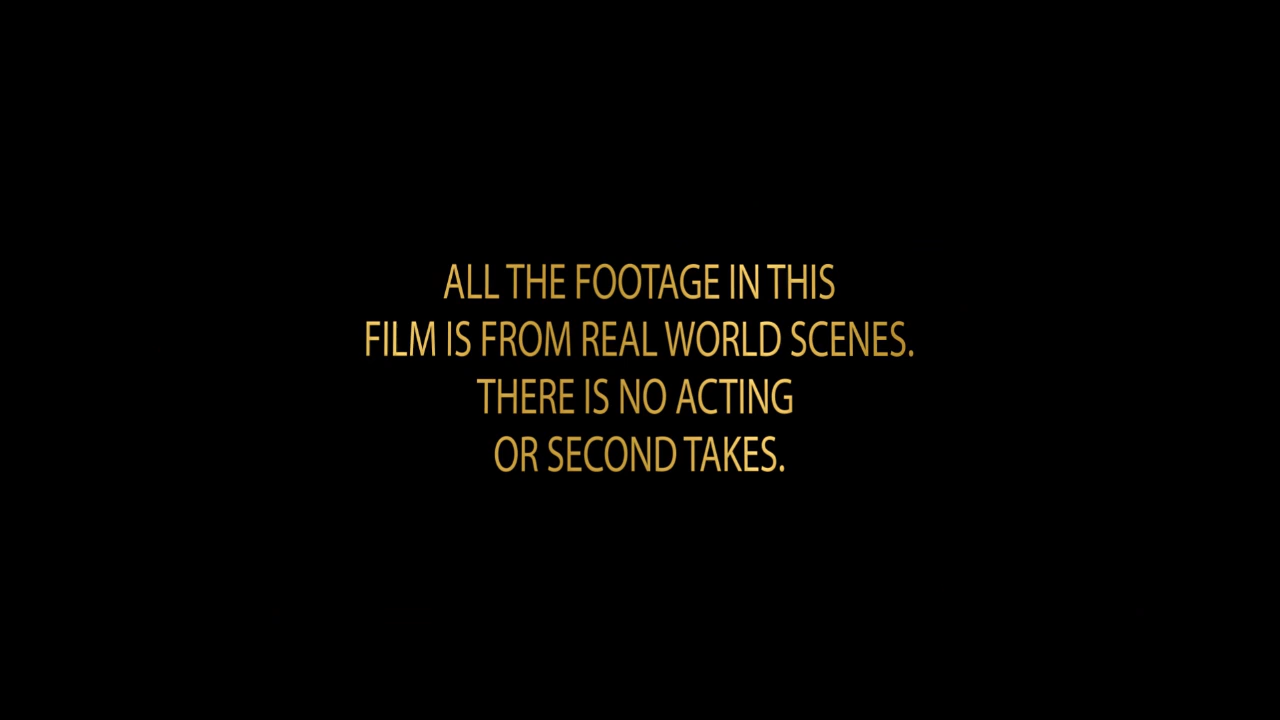 ALL THE FOOTAGE IN THIS
FILM IS FROM REAL WORLD SCENES.
THERE IS NO ACTING
OR SECOND TAKES.